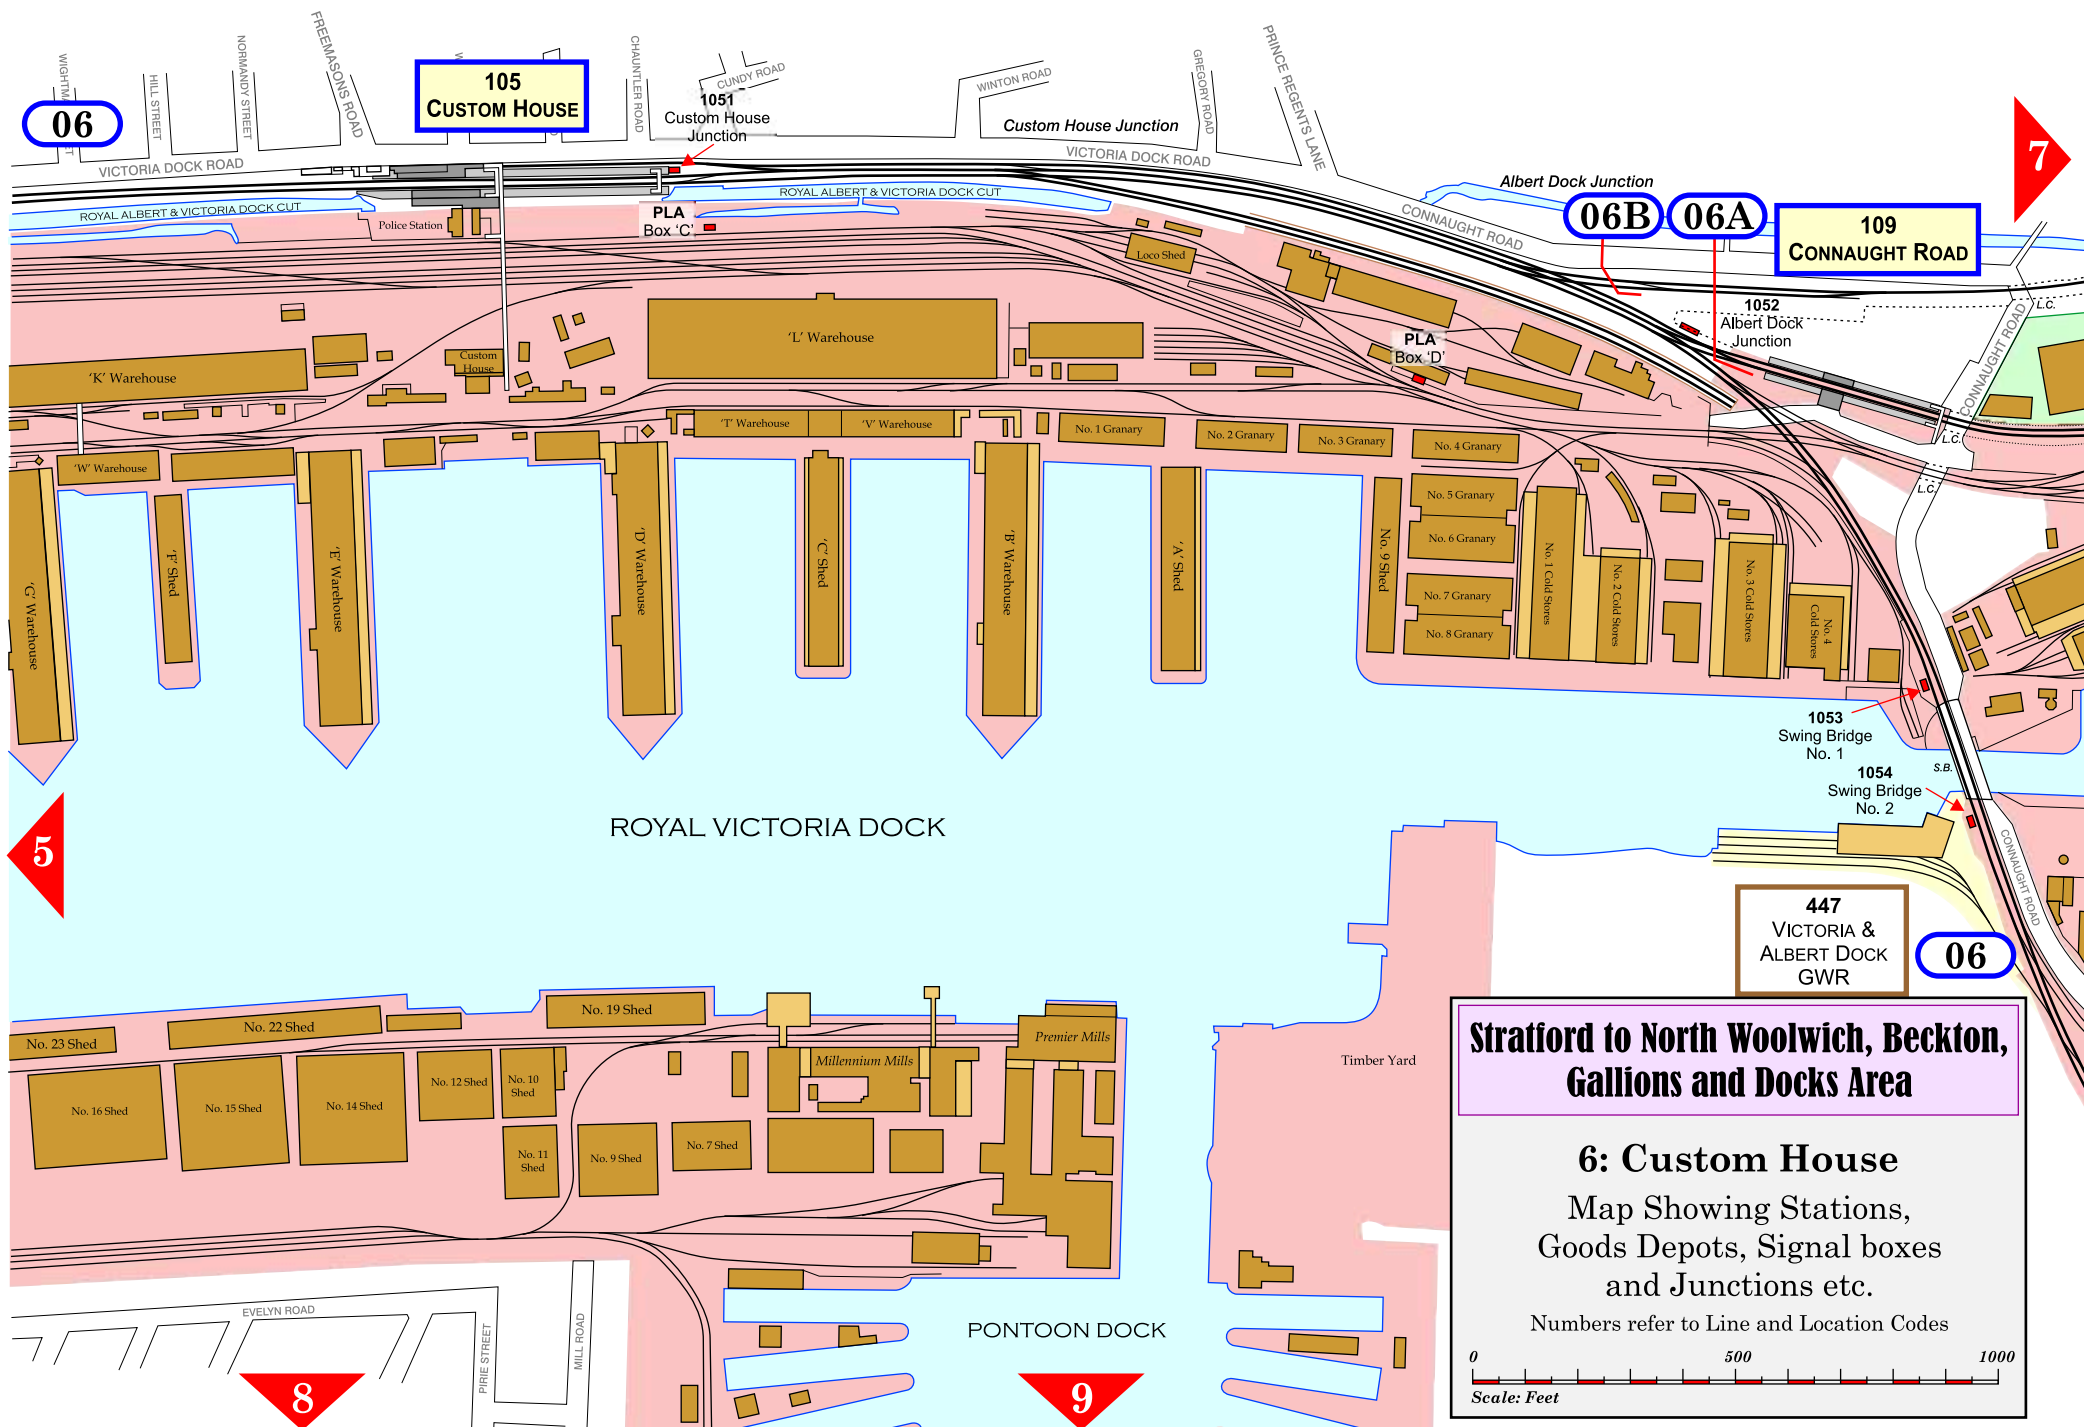 WIGHTMA
ET
HILL STREET
NORMANDY STREET
FREEMASONS ROAD
CHAUNTLER ROAD
CUNDY ROAD
WINTON ROAD
GREGORY ROAD
PRINCE REGENTS LANE
06
105
CUSTOM HOUSE
1051
Custom House
Junction
Custom House Junction
VICTORIA DOCK ROAD
VICTORIA DOCK ROAD
Albert Dock Junction
06B
06A
109
CONNAUGHT ROAD
7
ROYAL ALBERT & VICTORIA DOCK CUT
ROYAL ALBERT & VICTORIA DOCK CUT
CONNAUGHT ROAD
Police Station
PLA
Box ‘C’
Loco Shed
1052
Albert Dock
Junction
L.C.
CONNAUGHT ROAD
L.C.
L.C.
‘K’ Warehouse
Custom
House
‘L’ Warehouse
PLA
Box ‘D’
‘T’ Warehouse
‘V’ Warehouse
No. 1 Granary
No. 2 Granary
No. 3 Granary
No. 4 Granary
‘W’ Warehouse
No. 5 Granary
No. 6 Granary
No. 7 Granary
No. 8 Granary
‘G’ Warehouse
‘F’ Shed
‘E’ Warehouse
‘D’ Warehouse
‘C’ Shed
‘B’ Warehouse
‘A’ Shed
No. 9 Shed
No. 1 Cold Stores
No. 2 Cold Stores
No. 3 Cold Stores
No. 4
Cold Stores
1053
Swing Bridge
No. 1
S.B.
1054
Swing Bridge
No. 2
CONNAUGHT ROAD
5
ROYAL VICTORIA DOCK
447
VICTORIA &
ALBERT DOCK
GWR
06
No. 23 Shed
No. 22 Shed
No. 19 Shed
Millennium Mills
Premier Mills
Timber Yard
No. 16 Shed
No. 15 Shed
No. 14 Shed
No. 12 Shed
No. 10
Shed
No. 11
Shed
No. 9 Shed
No. 7 Shed
EVELYN ROAD
PIRIE STREET
MILL ROAD
PONTOON DOCK
8
9
Stratford to North Woolwich, Beckton,
Gallions and Docks Area
6: Custom House
Map Showing Stations,
Goods Depots, Signal boxes
and Junctions etc.
Numbers refer to Line and Location Codes
0 500 1000
Scale: Feet